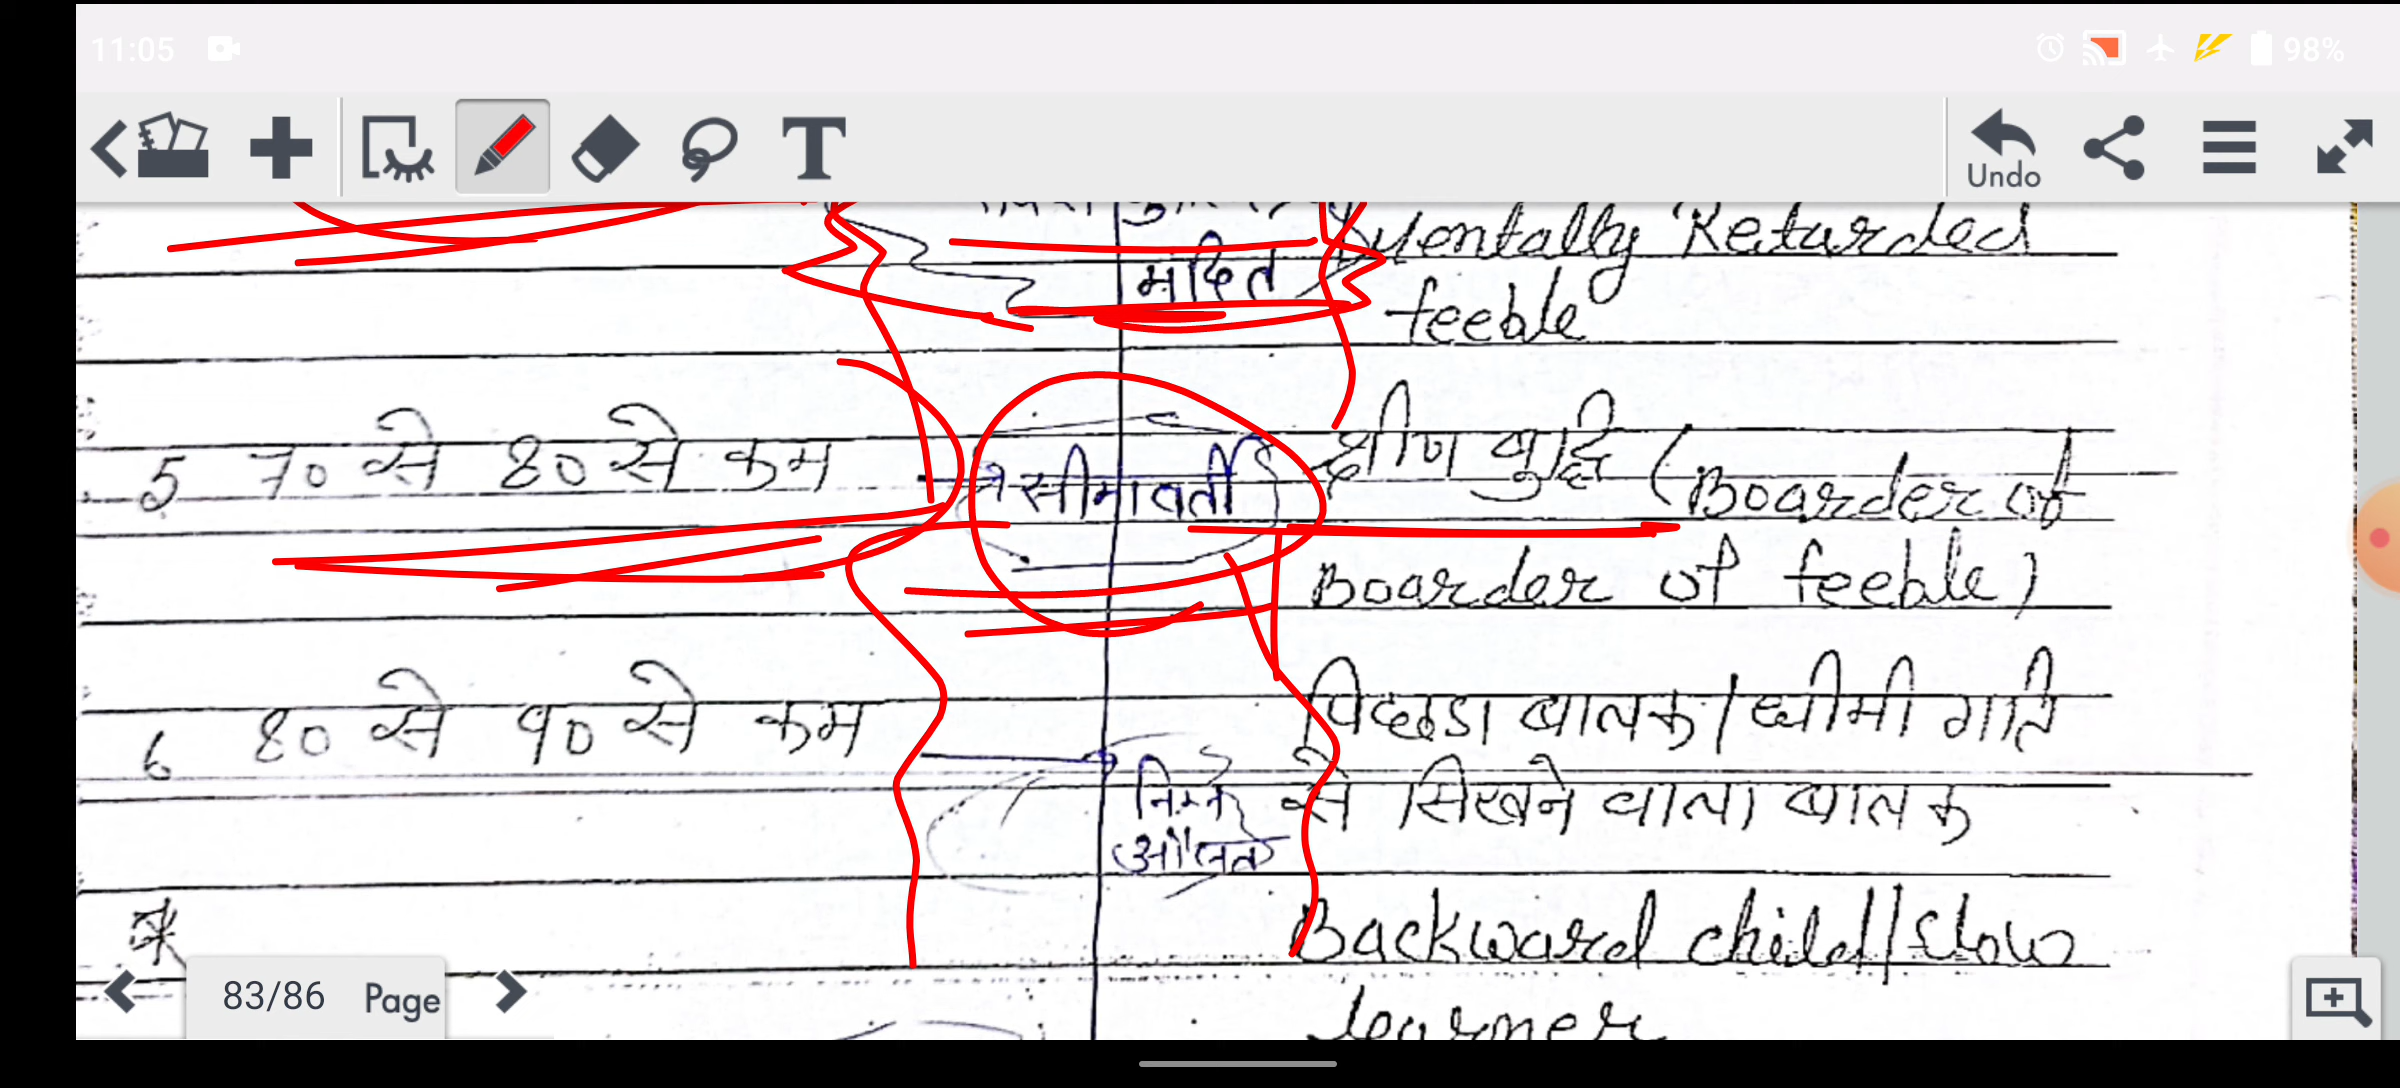 11:05
98%
Undo
Mentally Retarded
feeble
5 70 से 80 से कम
सीमावर्ती
क्षीण बुद्धि (Boarder of
Boarder of feeble)
6 80 से 90 से कम
पिछडा बालक/धीमी गति
निम्न
से सिखने वाला बालक
औसत
Backward child/slow
learner
83/86 Page